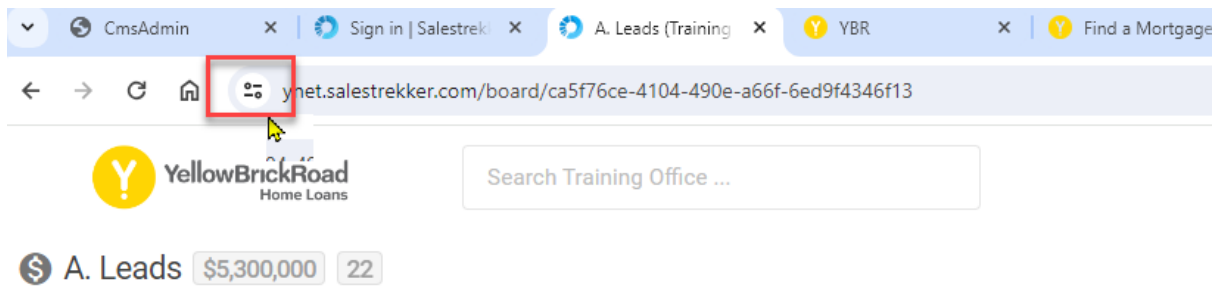 CmsAdmin Sign in | Salestrek A. Leads (Training YBR Find a Mortgage
ynet.salestrekker.com/board/ca5f76ce-4104-490e-a66f-6ed9f4346f13
YellowBrickRoad
Home Loans
Search Training Office ...
A. Leads $5,300,000 22